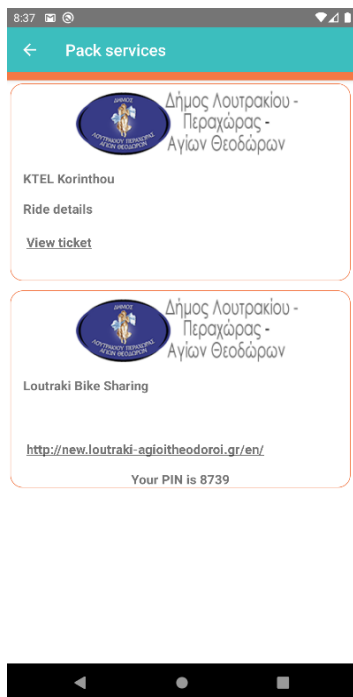 8:37
Pack services
Δήμος Λουτρακίου -
Περαχώρας -
Αγίων Θεοδώρων
KTEL Korinthou
Ride details
View ticket
Δήμος Λουτρακίου -
Περαχώρας -
Αγίων Θεοδώρων
Loutraki Bike Sharing
http://new.loutraki-agioitheodoroi.gr/en/
Your PIN is 8739